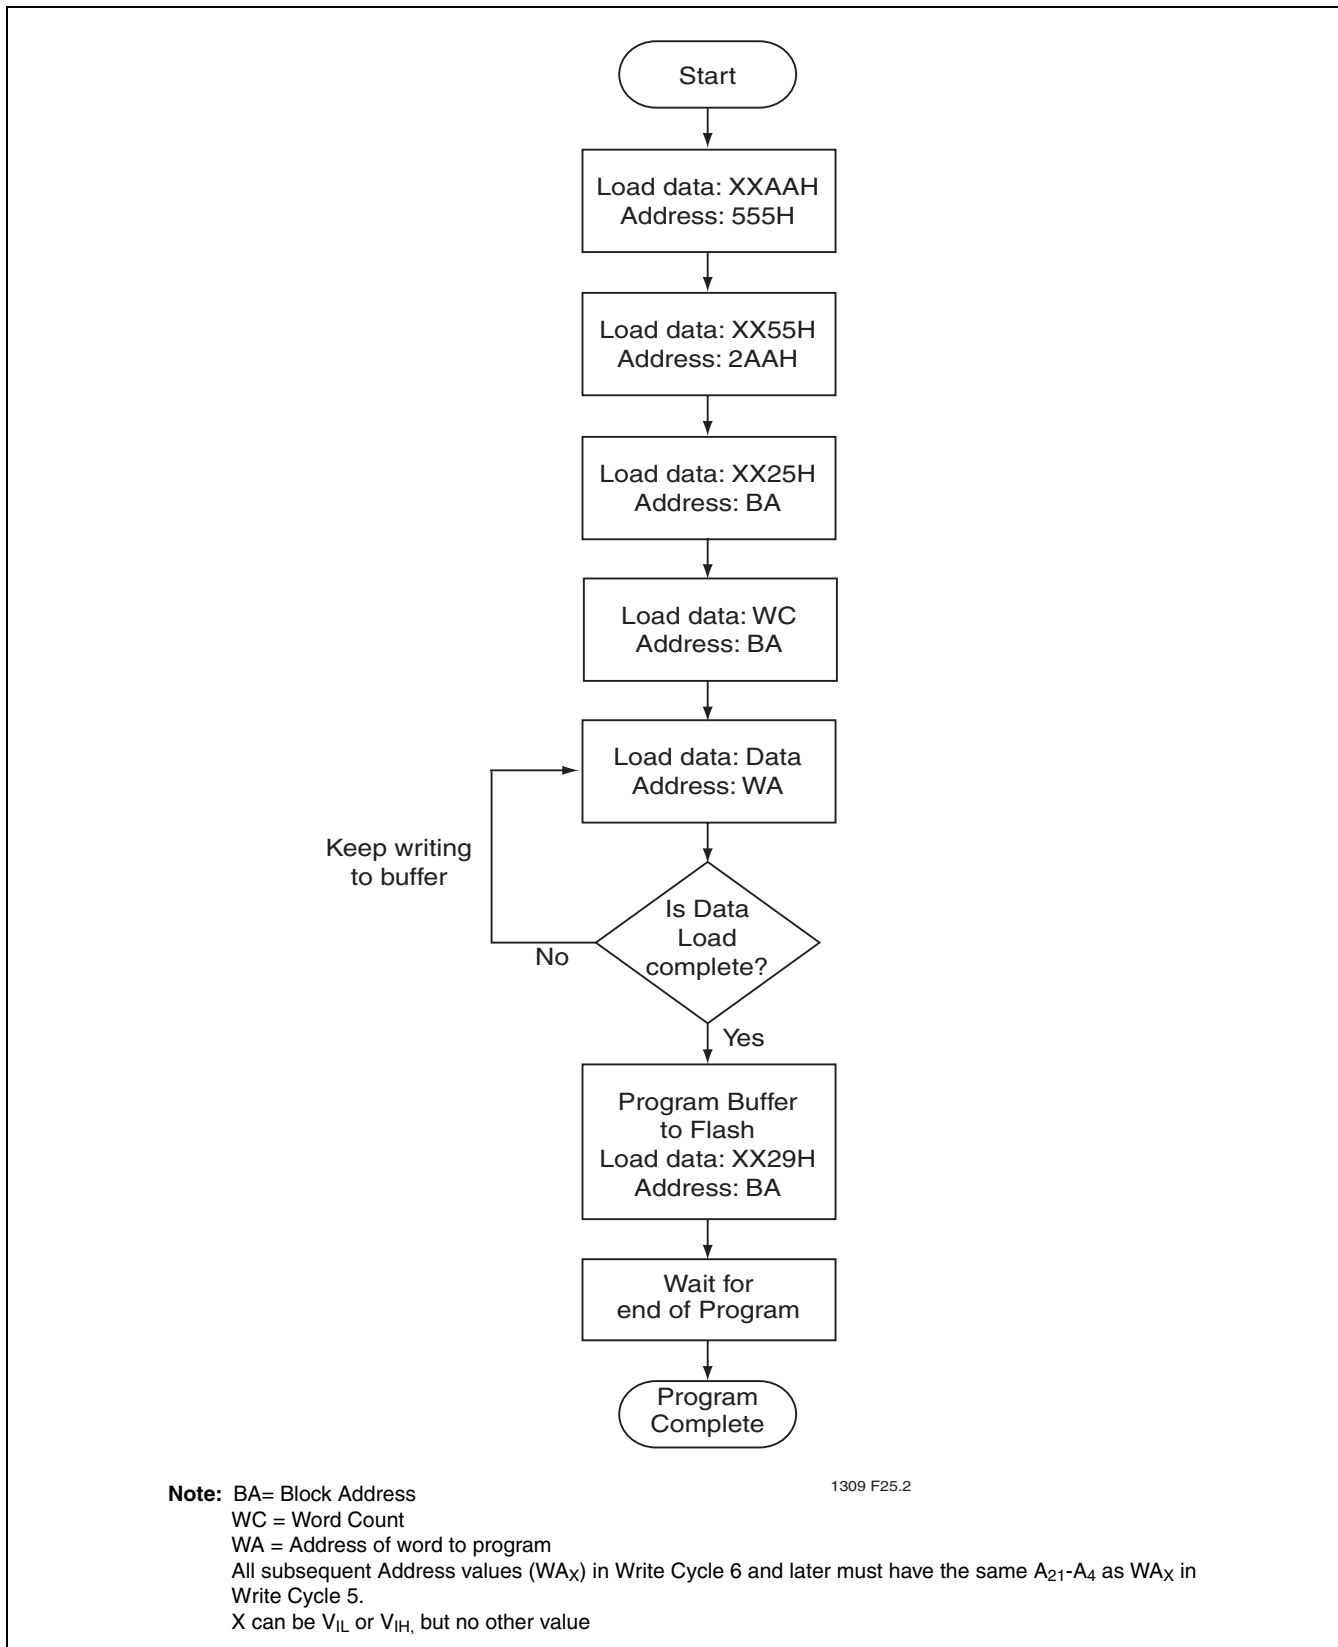 Start
Load data: XXAAH
Address: 555H
Load data: XX55H
Address: 2AAH
Load data: XX25H
Address: BA
Load data: WC
Address: BA
Load data: Data
Address: WA
Keep writing
to buffer
Is Data
Load
complete?
No
Yes
Program Buffer
to Flash
Load data: XX29H
Address: BA
Wait for
end of Program
Program
Complete
1309 F25.2
Note: BA= Block Address
WC = Word Count
WA = Address of word to program
All subsequent Address values (WAX) in Write Cycle 6 and later must have the same A21-A4 as WAX in
Write Cycle 5.
X can be VIL or VIH, but no other value